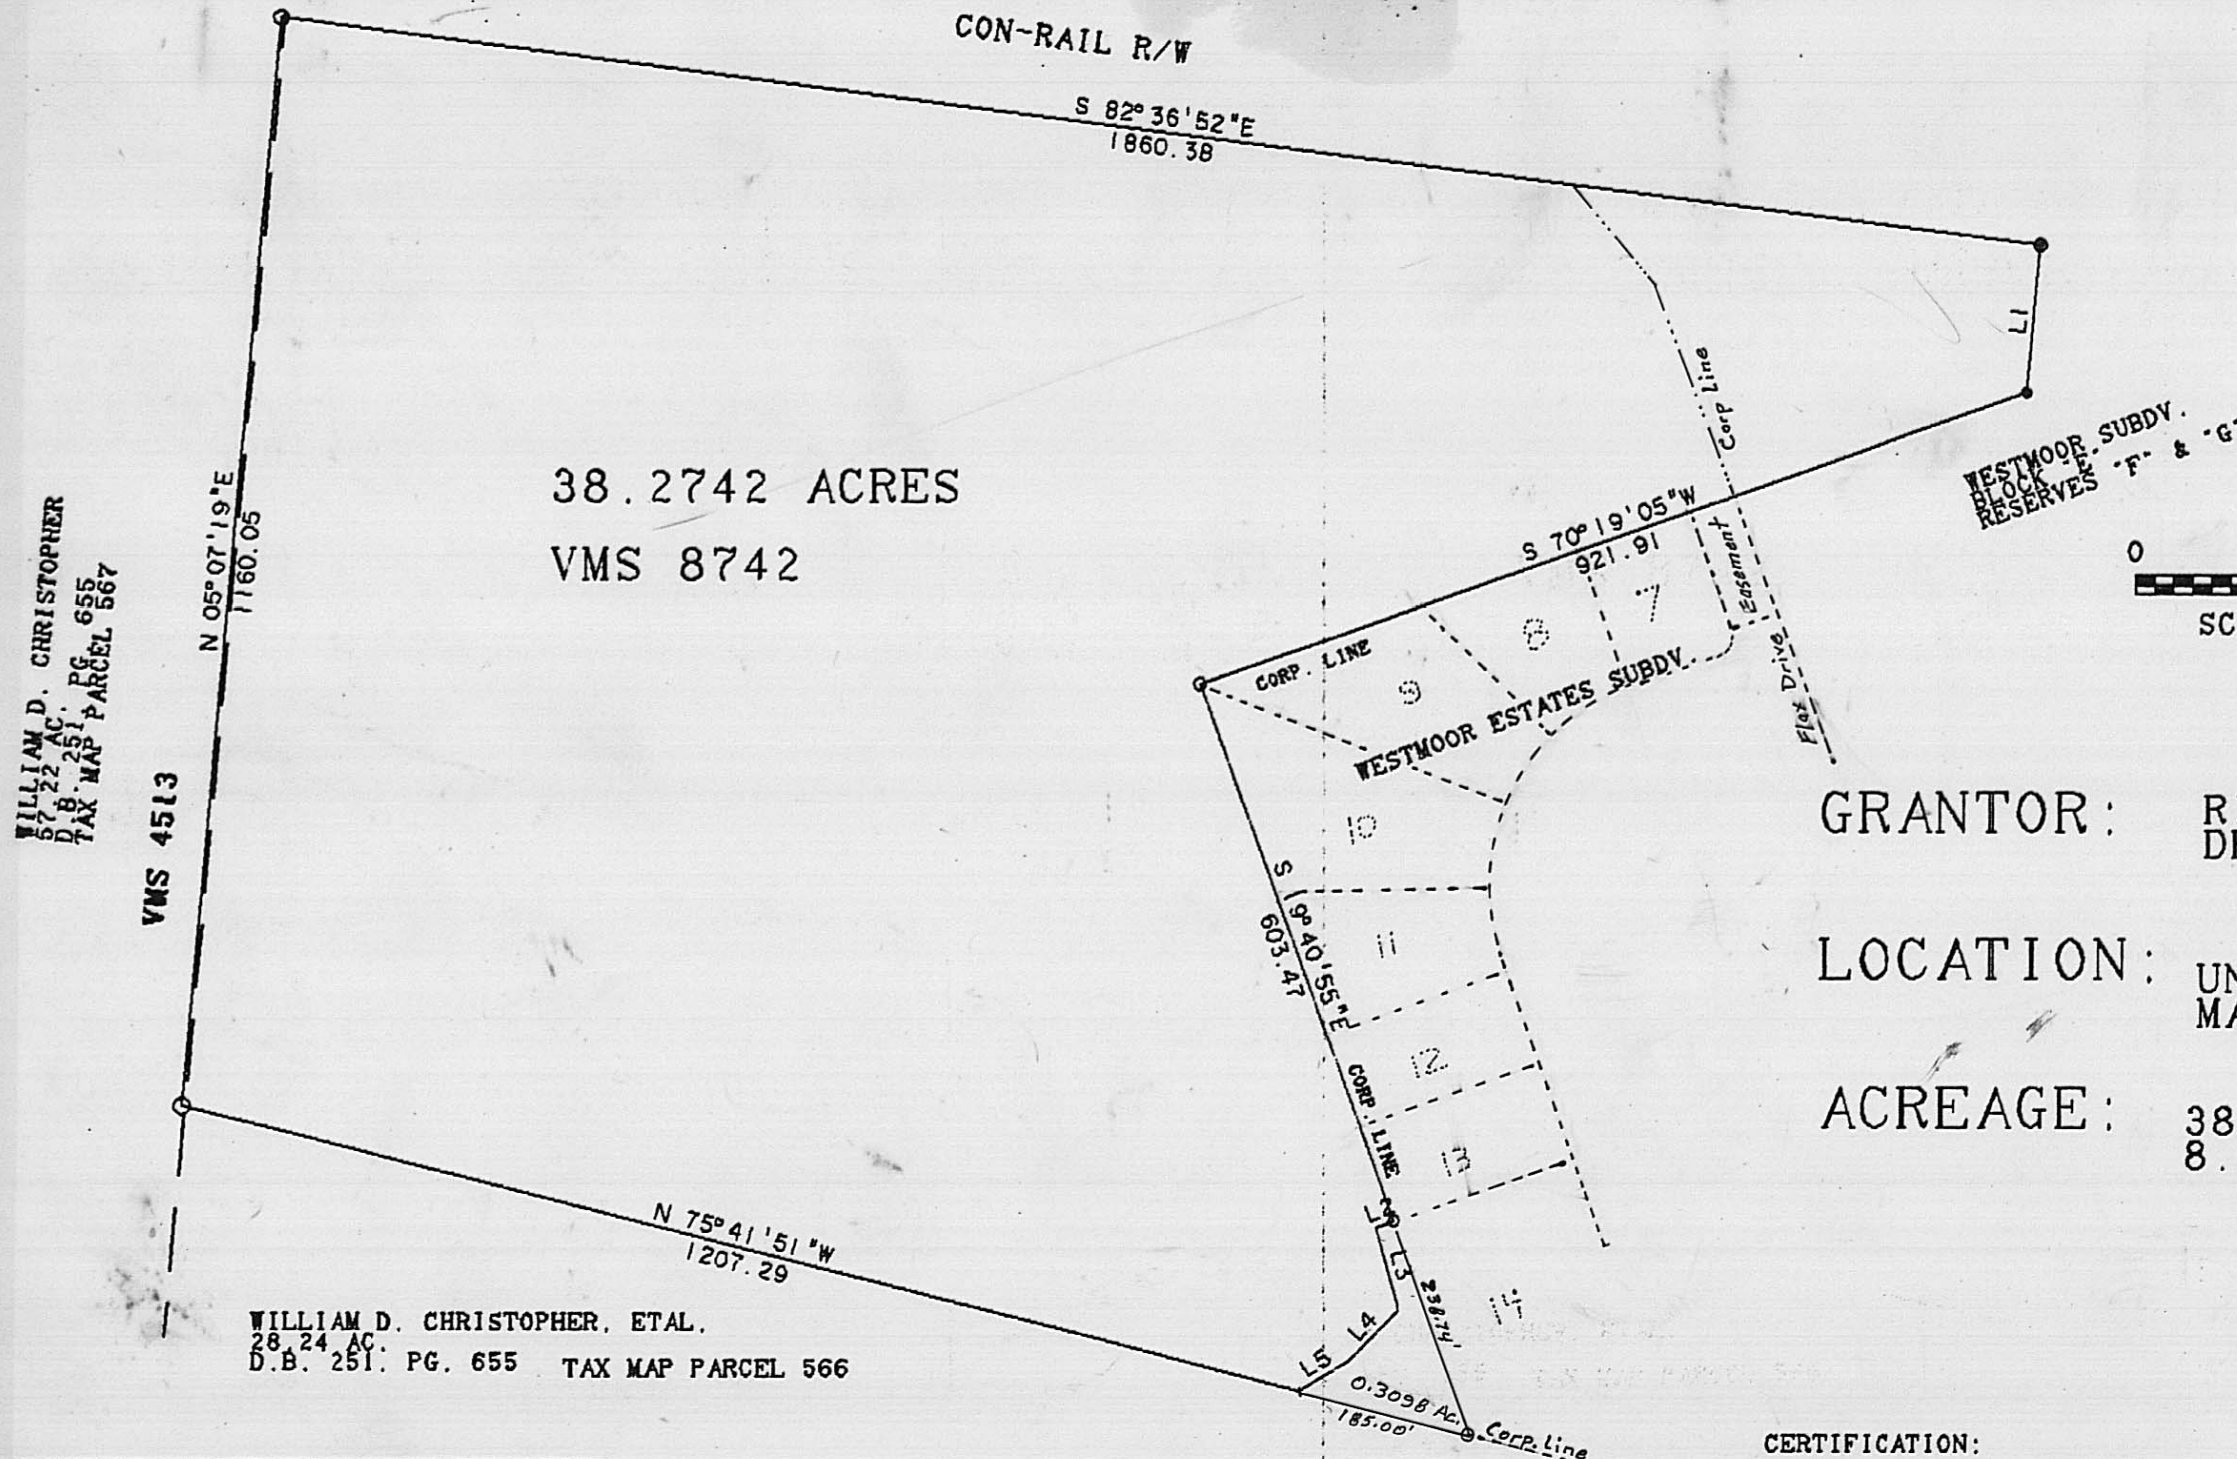 CON-RAIL R/W
S 82°36'52"E
1860.38
L1
Corp Line
38.2742 ACRES
VMS 8742
N 05°07'19"E
1160.05
WILLIAM D. CHRISTOPHER
57.22 AC.
D.B. 251, PG. 655
TAX MAP PARCEL 567
VMS 4513
WESTMOOR SUBDV.
BLOCK "E"
RESERVES "F" & "G"
0
SC
S 70°19'05"W
921.91
Easement
7
8
9
CORP. LINE
WESTMOOR ESTATES SUBDV.
Flax Drive
10
11
12
13
14
S 19°40'55"E
603.47
CORP. LINE
GRANTOR:
LOCATION: UN
MA
ACREAGE: 38
8.
N 75°41'51"W
1207.29
L3
238.74'
L4
L5
0.3098 Ac.
185.00'
Corp. Line
WILLIAM D. CHRISTOPHER, ETAL.
28.24 AC.
D.B. 251, PG. 655 TAX MAP PARCEL 566
CERTIFICATION: